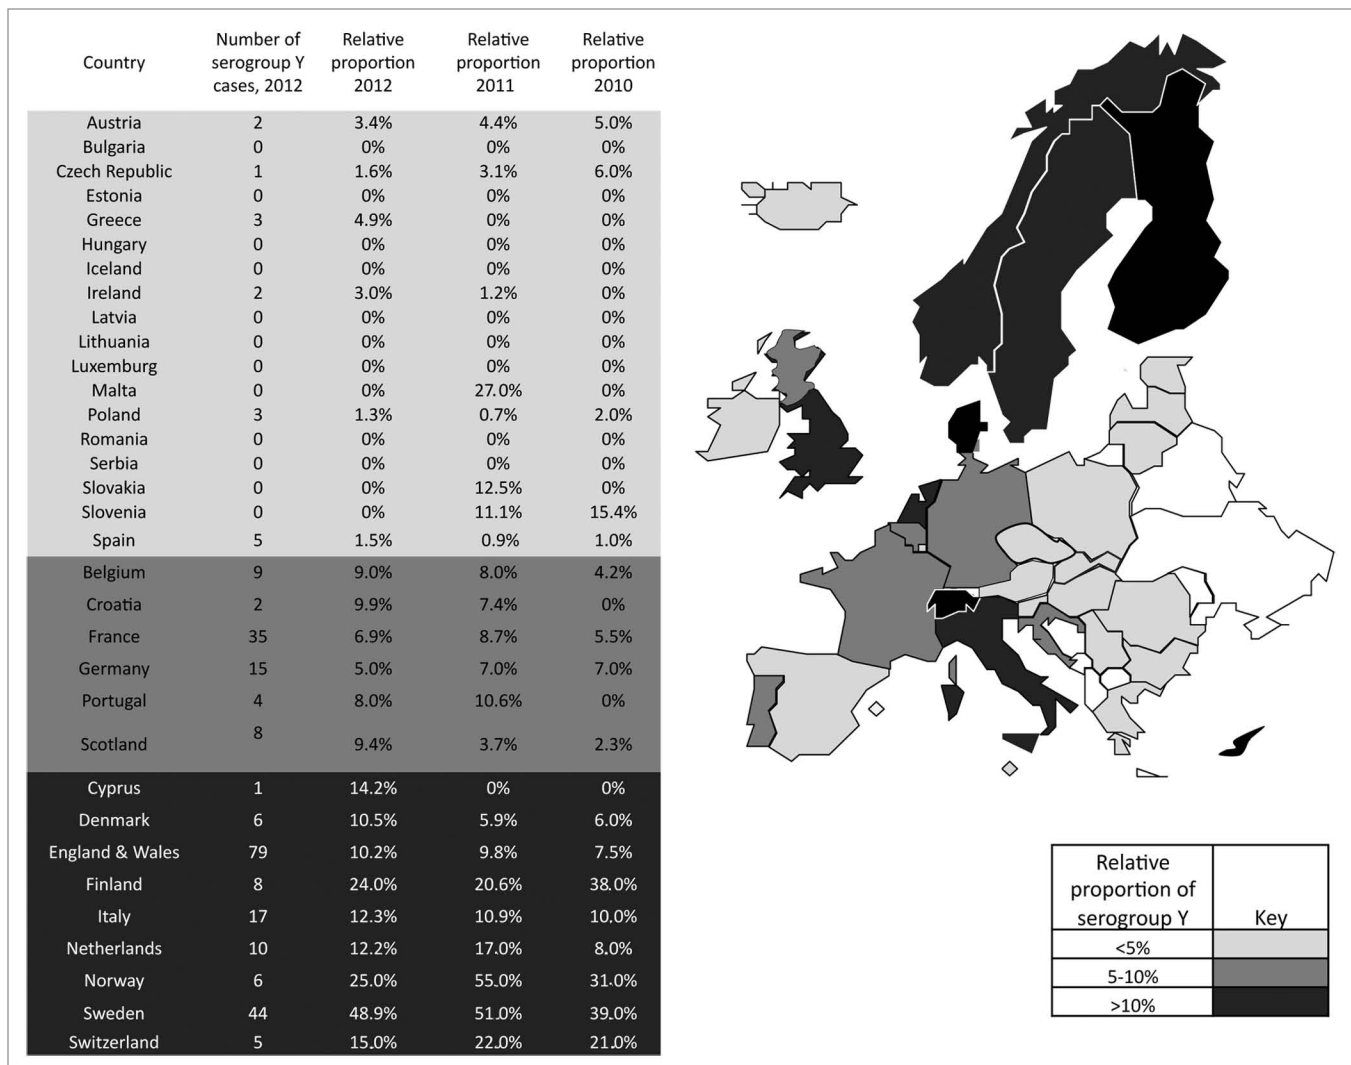 Country
Number of
serogroup Y
cases, 2012
Relative
proportion
2012
Relative
proportion
2011
Relative
proportion
2010
Austria 2 3.4% 4.4% 5.0%
Bulgaria 0 0% 0% 0%
Czech Republic 1 1.6% 3.1% 6.0%
Estonia 0 0% 0% 0%
Greece 3 4.9% 0% 0%
Hungary 0 0% 0% 0%
Iceland 0 0% 0% 0%
Ireland 2 3.0% 1.2% 0%
Latvia 0 0% 0% 0%
Lithuania 0 0% 0% 0%
Luxemburg 0 0% 0% 0%
Malta 0 0% 27.0% 0%
Poland 3 1.3% 0.7% 2.0%
Romania 0 0% 0% 0%
Serbia 0 0% 0% 0%
Slovakia 0 0% 12.5% 0%
Slovenia 0 0% 11.1% 15.4%
Spain 5 1.5% 0.9% 1.0%
Belgium 9 9.0% 8.0% 4.2%
Croatia 2 9.9% 7.4% 0%
France 35 6.9% 8.7% 5.5%
Germany 15 5.0% 7.0% 7.0%
Portugal 4 8.0% 10.6% 0%
Scotland 8 9.4% 3.7% 2.3%
Cyprus 1 14.2% 0% 0%
Denmark 6 10.5% 5.9% 6.0%
England & Wales 79 10.2% 9.8% 7.5%
Finland 8 24.0% 20.6% 38.0%
Italy 17 12.3% 10.9% 10.0%
Netherlands 10 12.2% 17.0% 8.0%
Norway 6 25.0% 55.0% 31.0%
Sweden 44 48.9% 51.0% 39.0%
Switzerland 5 15.0% 22.0% 21.0%
Relative
proportion of
serogroup Y
Key
<5%
5-10%
>10%